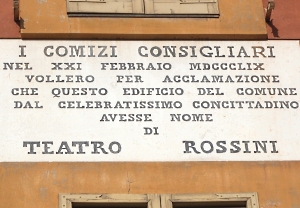 I COMIZI CONSIGLIARI
NEL XXI FEBBRAIO MDCCCLIX
VOLLERO PER ACCLAMAZIONE
CHE QUESTO EDIFICIO DEL COMUNE
DAL CELEBRATISSIMO CONCITTADINO
AVESSE NOME
DI
TEATRO ROSSINI